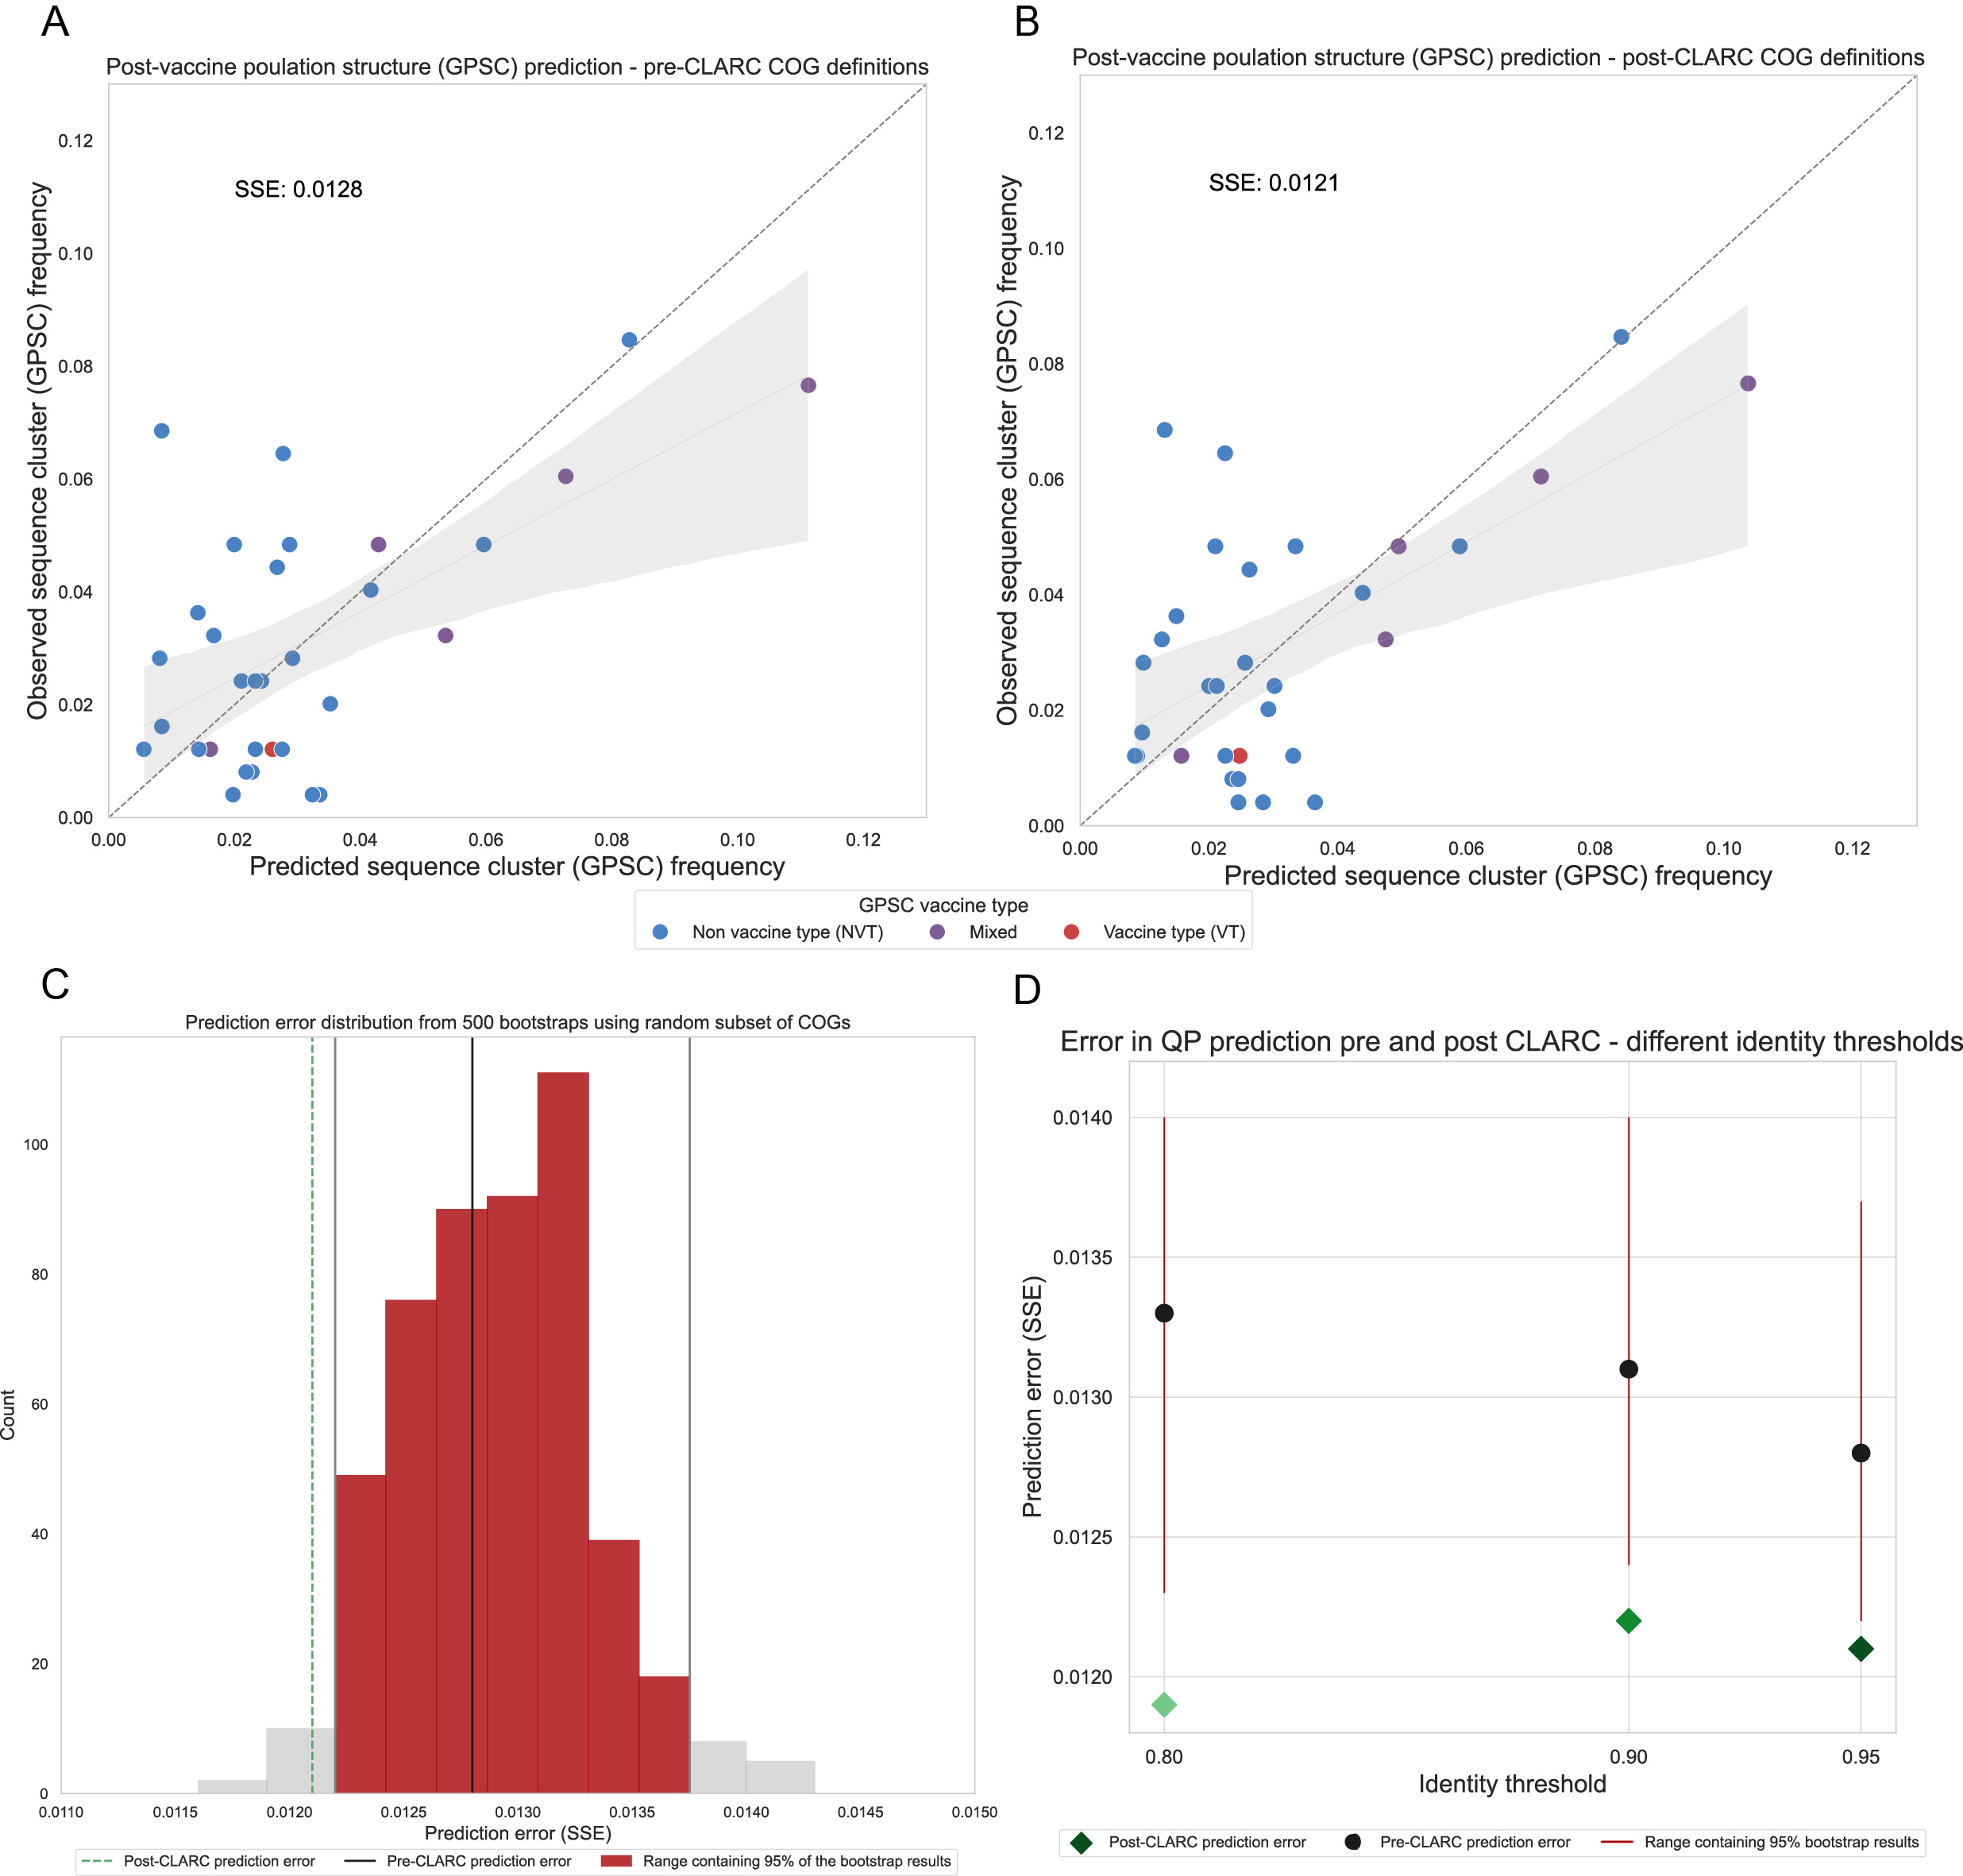 A
Post-vaccine poulation structure (GPSC) prediction - pre-CLARC COG definitions
SSE: 0.0128
Observed sequence cluster (GPSC) frequency
0.12
0.10
0.08
0.06
0.04
0.02
0.00
0.00 0.02 0.04 0.06 0.08 0.10 0.12
Predicted sequence cluster (GPSC) frequency
B
Post-vaccine poulation structure (GPSC) prediction - post-CLARC COG definitions
SSE: 0.0121
Observed sequence cluster (GPSC) frequency
0.12
0.10
0.08
0.06
0.04
0.02
0.00
0.00 0.02 0.04 0.06 0.08 0.10 0.12
Predicted sequence cluster (GPSC) frequency
GPSC vaccine type
Non vaccine type (NVT) Mixed Vaccine type (VT)
C
Prediction error distribution from 500 bootstraps using random subset of COGs
Count
100
80
60
40
20
0
0.0110 0.0115 0.0120 0.0125 0.0130 0.0135 0.0140 0.0145 0.0150
Prediction error (SSE)
Post-CLARC prediction error Pre-CLARC prediction error Range containing 95% of the bootstrap results
D
Error in QP prediction pre and post CLARC - different identity thresholds
Prediction error (SSE)
0.0140
0.0135
0.0130
0.0125
0.0120
0.80 0.90 0.95
Identity threshold
Post-CLARC prediction error Pre-CLARC prediction error Range containing 95% bootstrap results